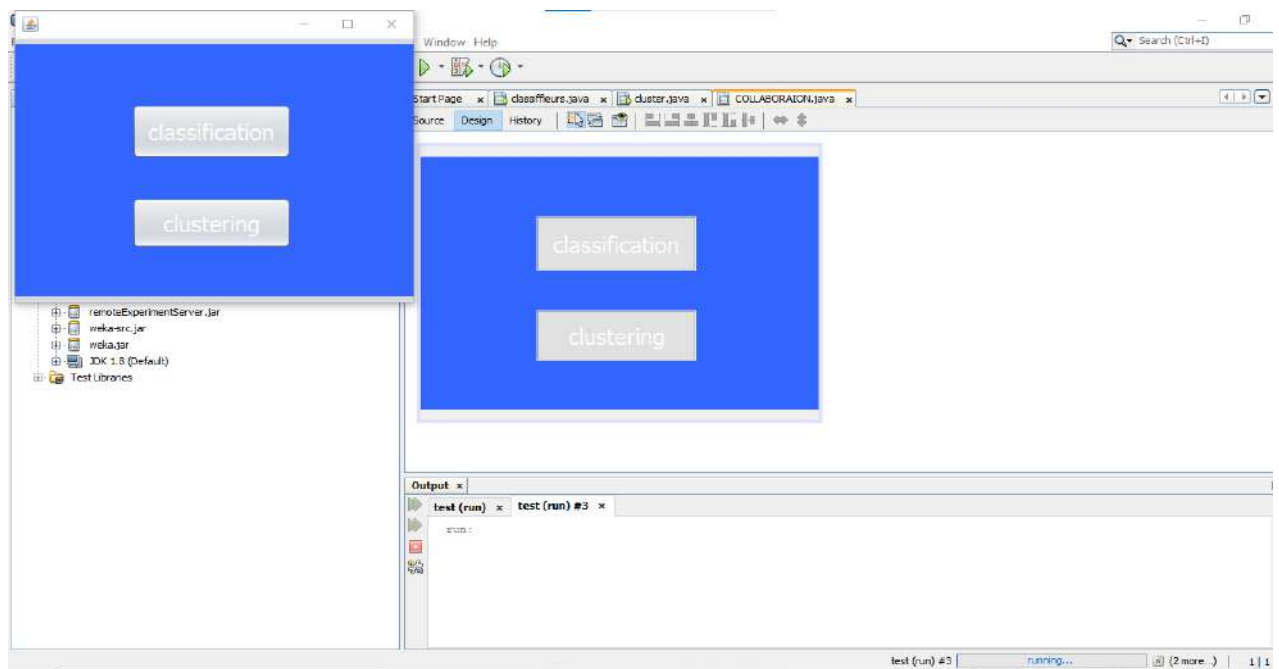 Window Help
Search (Ctrl+I)
classification
clustering
Start Page
classifieurs.java
cluster.java
COLLABORAION.java
Source Design History
classification
clustering
remoteExperimentServer.jar
weka-src.jar
weka.jar
JDK 1.8 (Default)
Test Libraries
Output
test (run)
test (run) #3
run:
test (run) #3
running...
(2 more...)
1|1